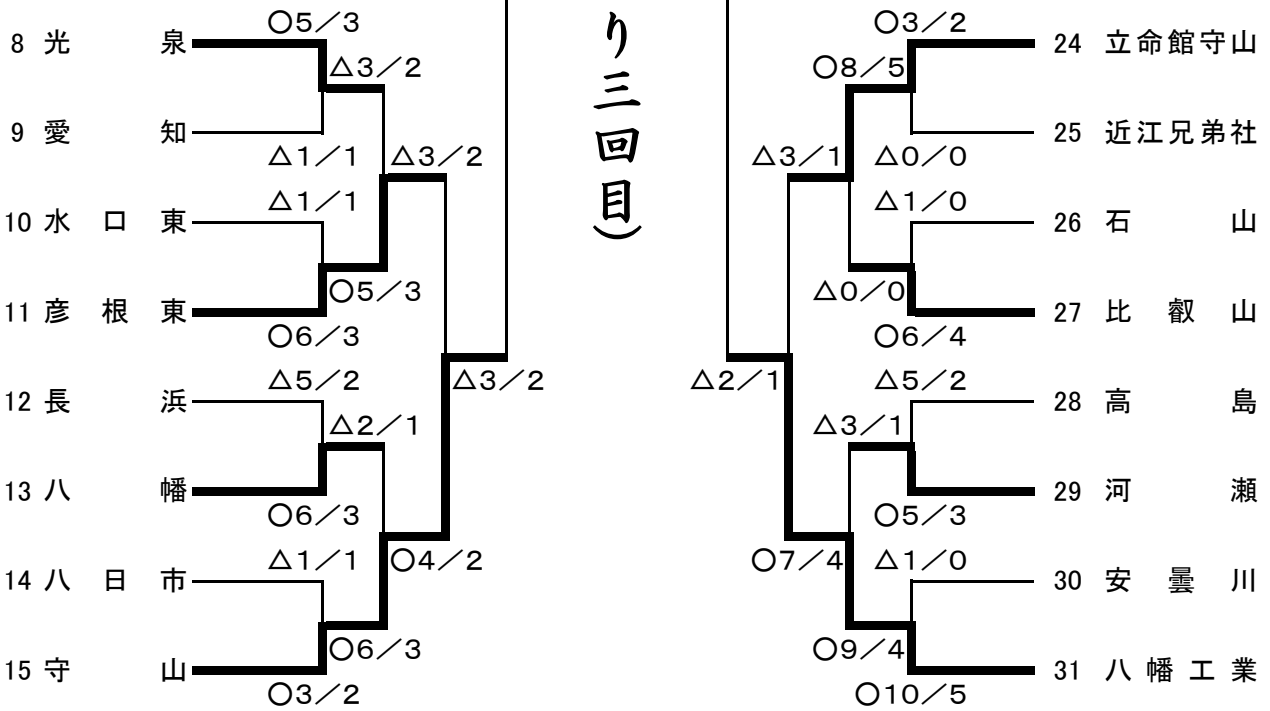 ○5／3
8 光泉
△3／2
9 愛知
△1／1
△3／2
10 水口東
△1／1
○5／3
11 彦根東
○6／3
△3／2
12 長浜
△5／2
△2／1
13 八幡
○6／3
14 八日市
△1／1
○4／2
○6／3
15 守山
○3／2
り三回目）
○3／2
24 立命館守山
○8／5
25 近江兄弟社
△3／1
△0／0
△1／0
26 石山
△0／0
27 比叡山
○6／4
△2／1
△5／2
28 高島
△3／1
29 河瀬
○5／3
○7／4
△1／0
30 安曇川
○9／4
31 八幡工業
○10／5